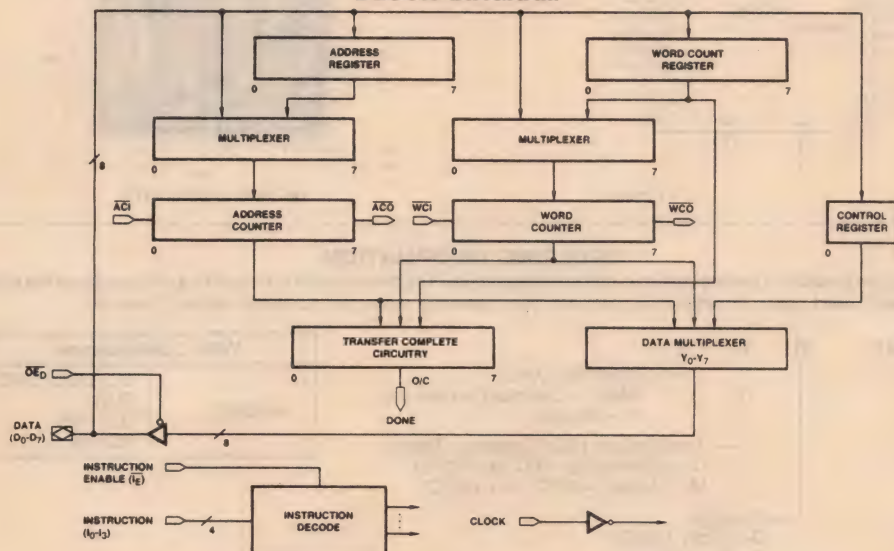 ADDRESS
REGISTER
WORD COUNT
REGISTER
0
7
0
7
MULTIPLEXER
MULTIPLEXER
8
0
7
0
7
ACI
ADDRESS
COUNTER
ACO
WCI
WORD
COUNTER
WCO
CONTROL
REGISTER
0
7
0
7
0
TRANSFER COMPLETE
CIRCUITRY
DATA MULTIPLEXER
Y0-Y7
0
7
O/C
OED
DONE
DATA
(D0-D7)
8
INSTRUCTION
ENABLE (IE)
INSTRUCTION
(I0-I3)
4
INSTRUCTION
DECODE
CLOCK